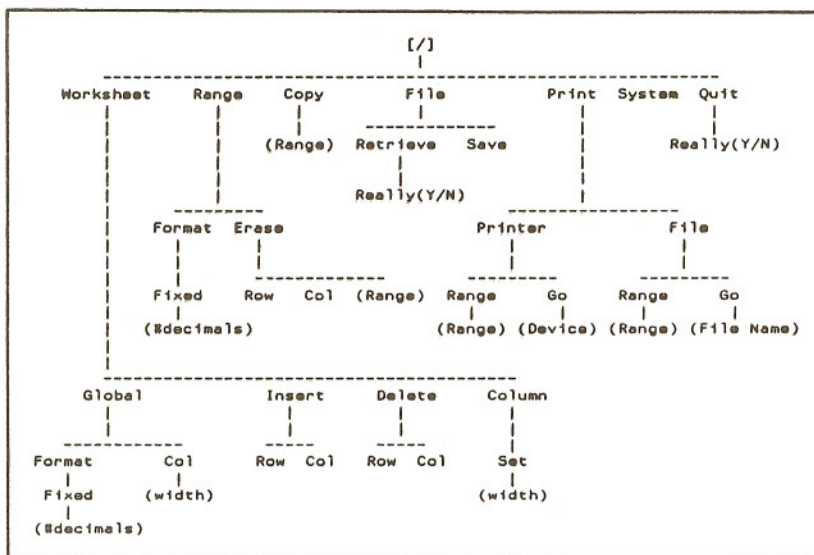 [/]
Worksheet Range Copy File Print System Quit
(Range) Retrieve Save Really(Y/N)
Really(Y/N)
Format Erase Printer File
Fixed Row Col (Range) Range Go Range Go
(#decimals) (Range) (Device) (Range) (File Name)
Global Insert Delete Column
Format Col Row Col Row Col Set
Fixed (width) (width)
(#decimals)